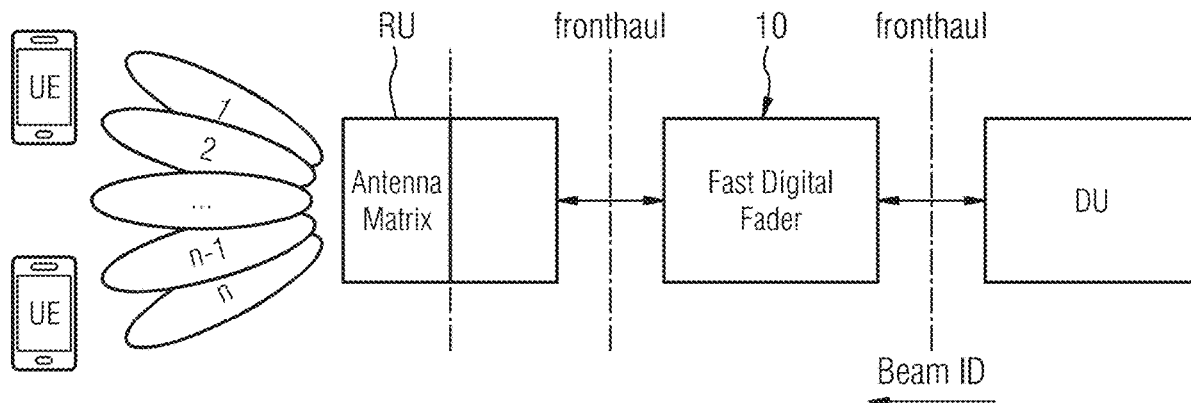 RU
fronthaul
10
fronthaul
UE
1
2
...
n-1
n
Antenna
Matrix
Fast Digital
Fader
DU
UE
Beam ID